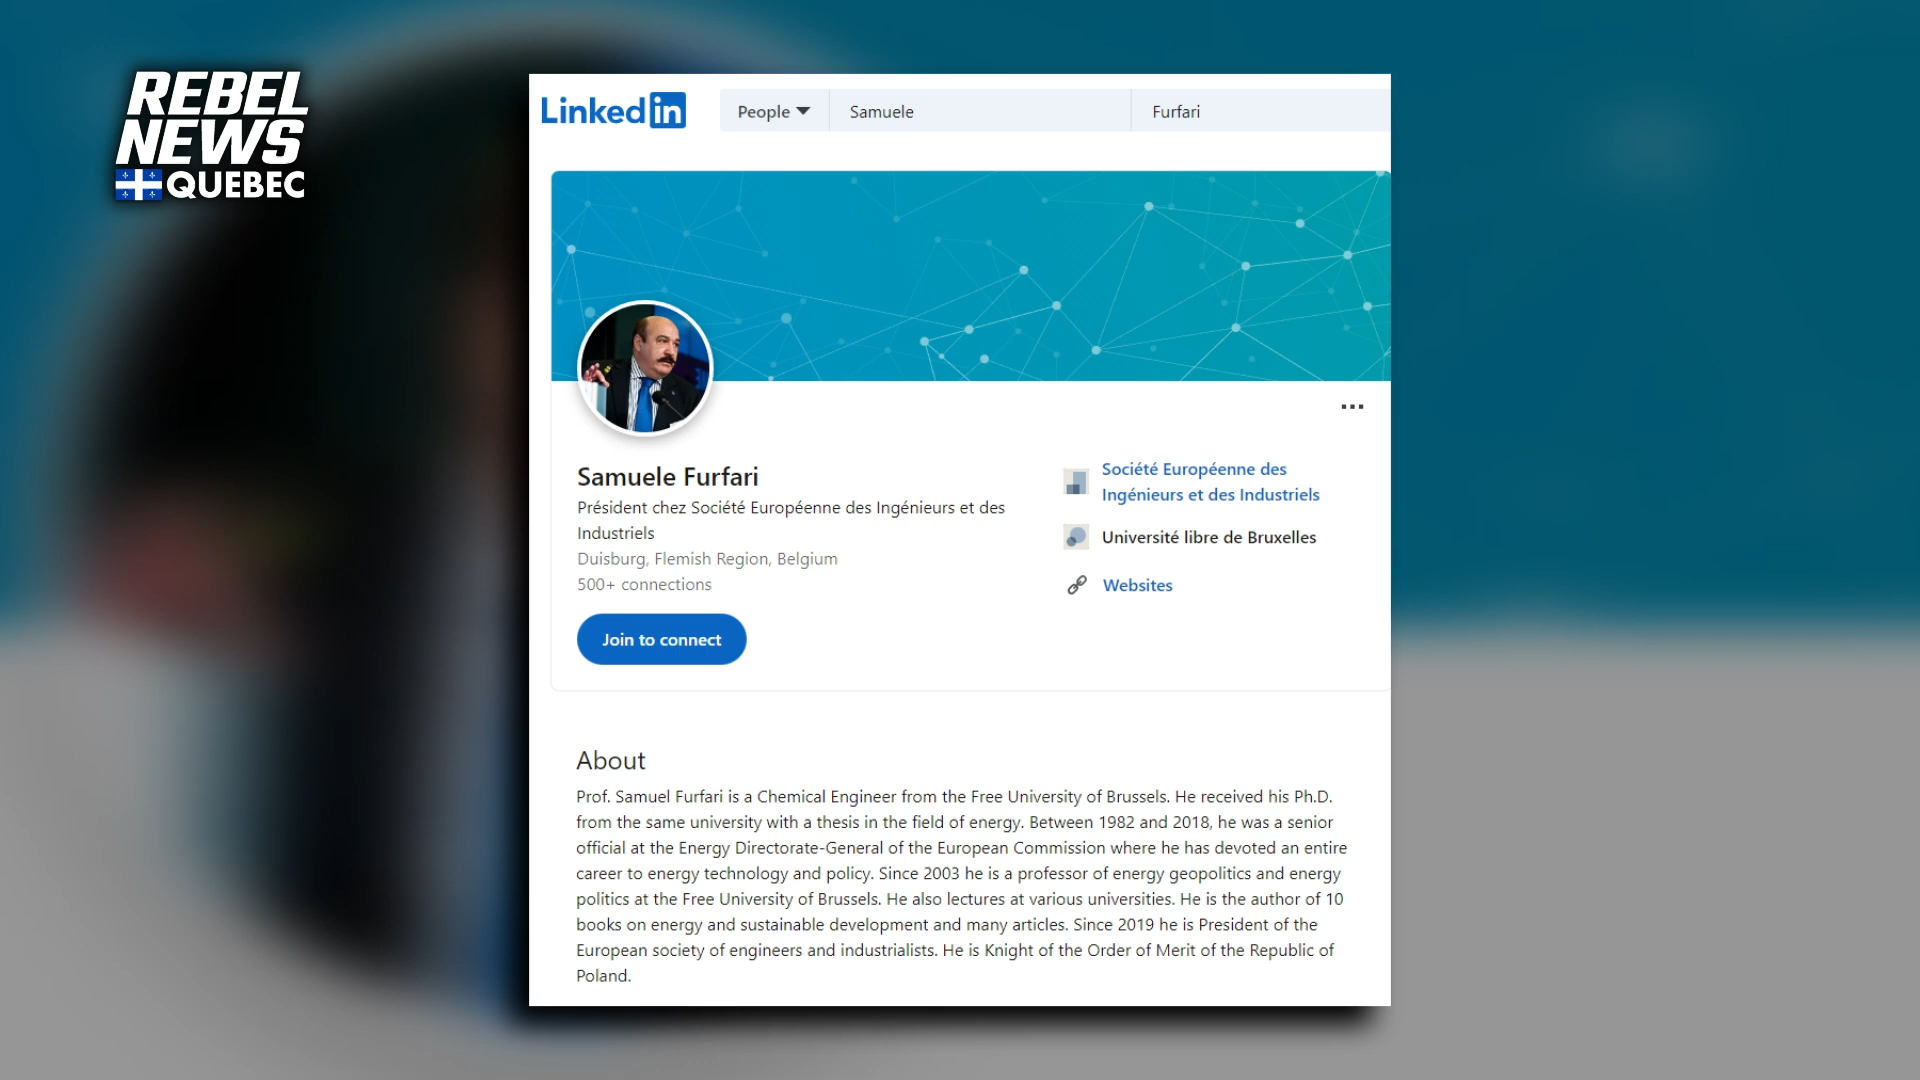 REBEL
NEWS
QUEBEC
Linkedin
People
Samuele
Furfari
Samuele Furfari
Président chez Société Européenne des Ingénieurs et des
Industriels
Duisburg, Flemish Region, Belgium
500+ connections
Join to connect
Société Européenne des
Ingénieurs et des Industriels
Université libre de Bruxelles
Websites
About
Prof. Samuel Furfari is a Chemical Engineer from the Free University of Brussels. He received his Ph.D.
from the same university with a thesis in the field of energy. Between 1982 and 2018, he was a senior
official at the Energy Directorate-General of the European Commission where he has devoted an entire
career to energy technology and policy. Since 2003 he is a professor of energy geopolitics and energy
politics at the Free University of Brussels. He also lectures at various universities. He is the author of 10
books on energy and sustainable development and many articles. Since 2019 he is President of the
European society of engineers and industrialists. He is Knight of the Order of Merit of the Republic of
Poland.